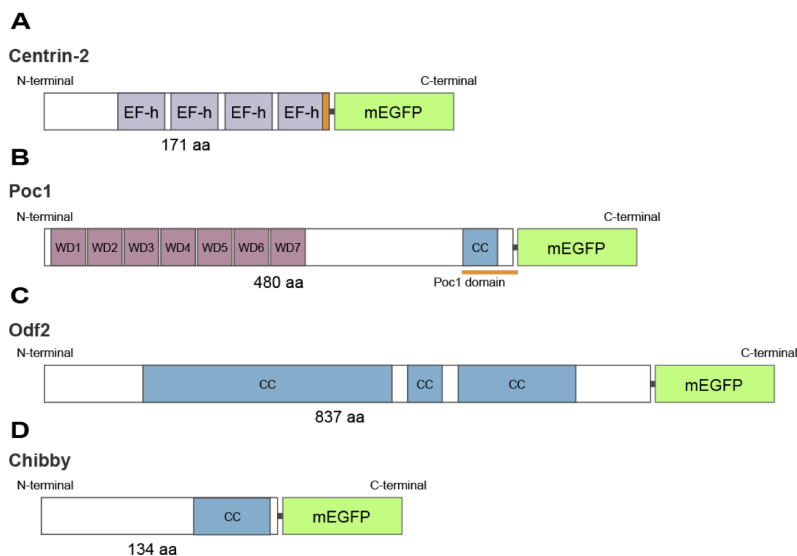 A
Centrin-2
N-terminal C-terminal
EF-h EF-h EF-h EF-h mEGFP
171 aa
B
Poc1
N-terminal C-terminal
WD1 WD2 WD3 WD4 WD5 WD6 WD7 CC mEGFP
480 aa Poc1 domain
C
Odf2
N-terminal C-terminal
CC CC CC mEGFP
837 aa
D
Chibby
N-terminal C-terminal
CC mEGFP
134 aa